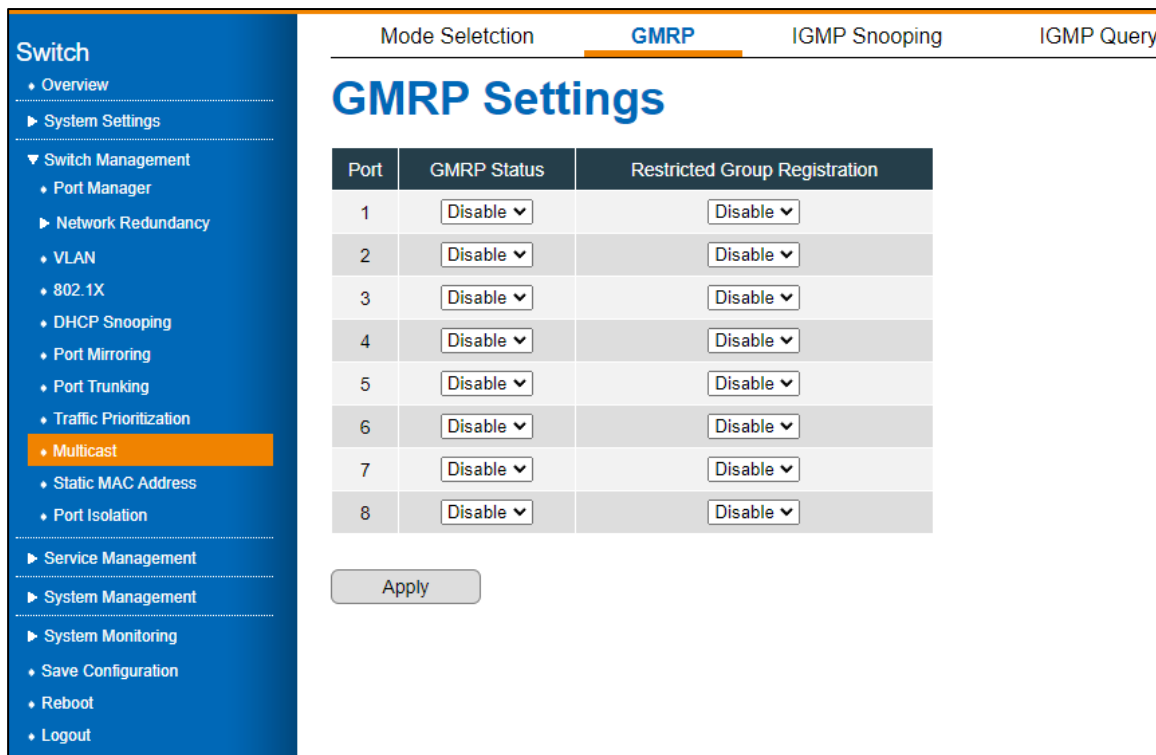 Switch
Overview
System Settings
Switch Management
Port Manager
Network Redundancy
VLAN
802.1X
DHCP Snooping
Port Mirroring
Port Trunking
Traffic Prioritization
Multicast
Static MAC Address
Port Isolation
Service Management
System Management
System Monitoring
Save Configuration
Reboot
Logout
Mode Seletction GMRP IGMP Snooping IGMP Query
GMRP Settings
Port GMRP Status Restricted Group Registration
1 Disable Disable
2 Disable Disable
3 Disable Disable
4 Disable Disable
5 Disable Disable
6 Disable Disable
7 Disable Disable
8 Disable Disable
Apply